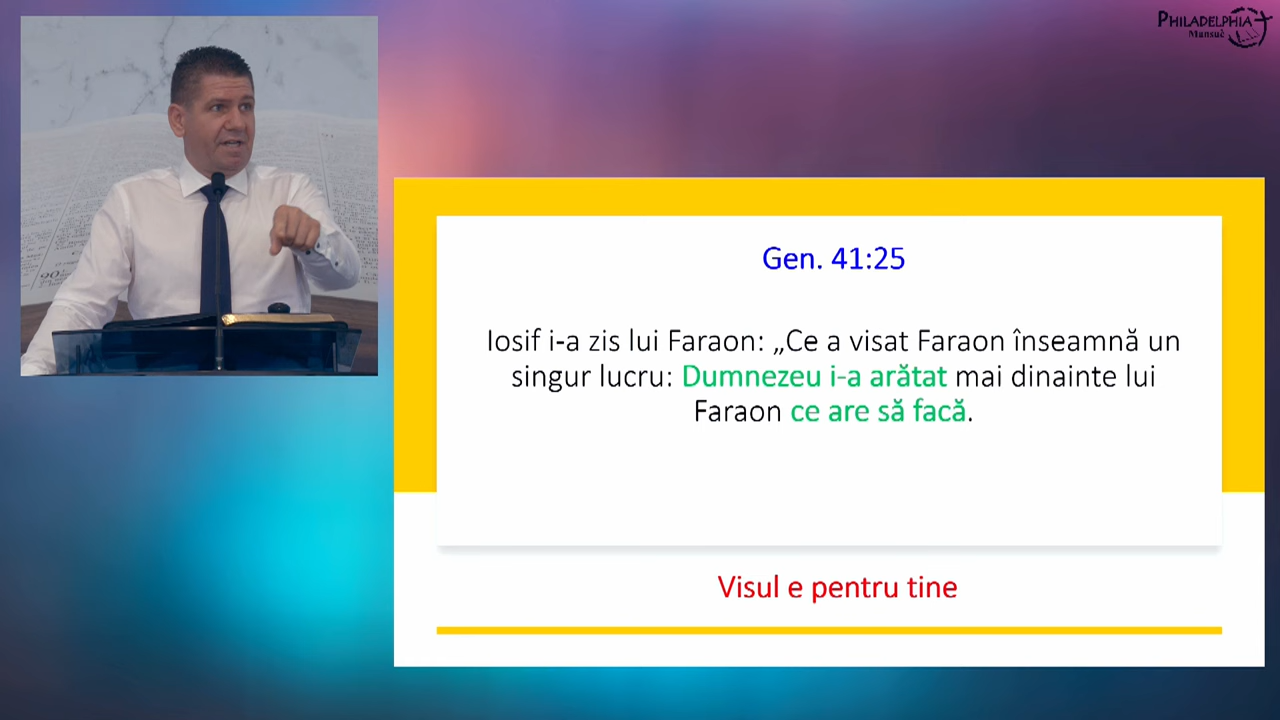 PHILADELPHIA
Mansuè
Gen. 41:25
Iosif i-a zis lui Faraon: „Ce a visat Faraon înseamnă un
singur lucru: Dumnezeu i-a arătat mai dinainte lui
Faraon ce are să facă.
Visul e pentru tine
90